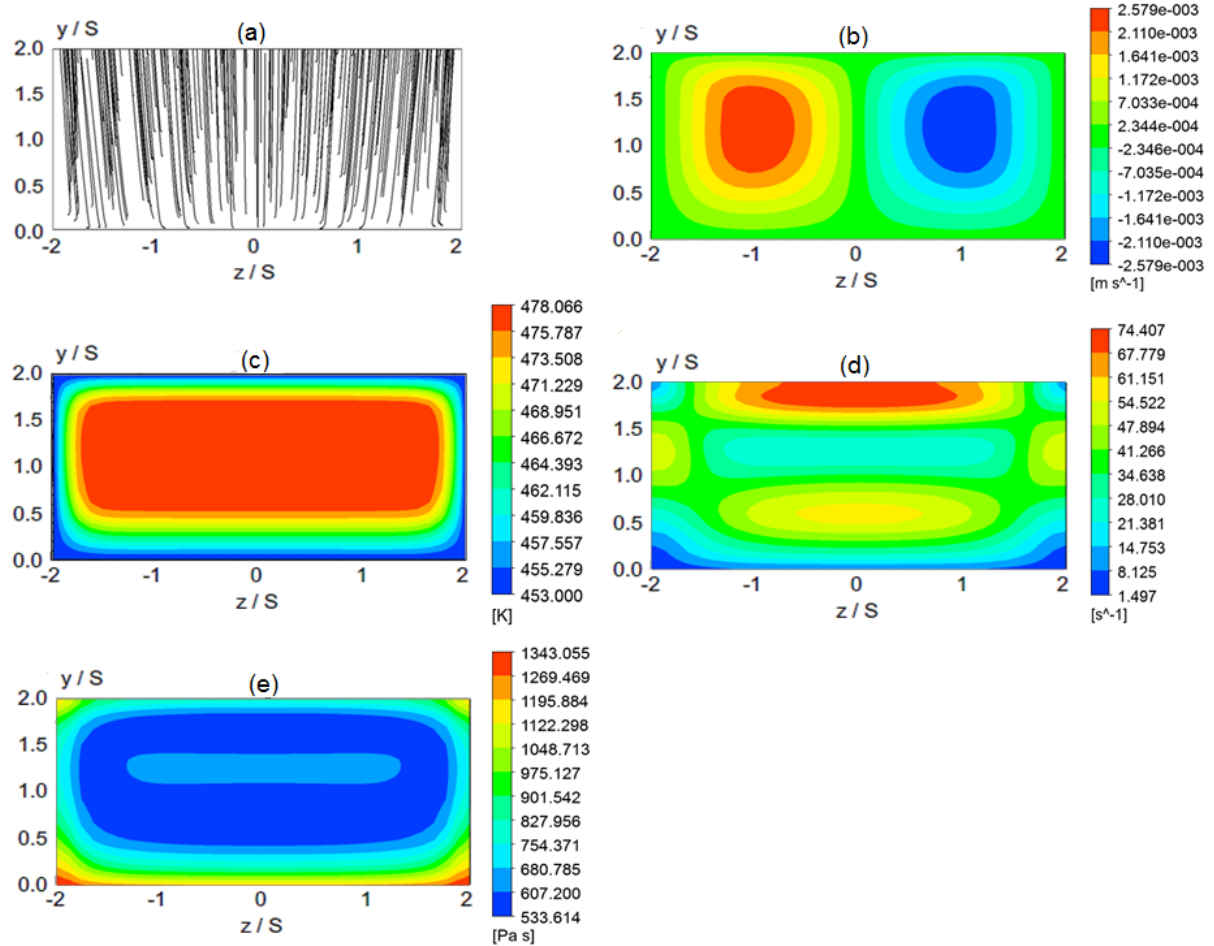 y / S
(a)
2.0
1.5
1.0
0.5
0.0
-2
-1
0
1
2
z / S
y / S
(b)
2.0
1.5
1.0
0.5
0.0
-2
-1
0
1
2
z / S
2.579e-003
2.110e-003
1.641e-003
1.172e-003
7.033e-004
2.344e-004
-2.346e-004
-7.035e-004
-1.172e-003
-1.641e-003
-2.110e-003
-2.579e-003
[m s^-1]
y / S
(c)
2.0
1.5
1.0
0.5
0.0
-2
-1
0
1
2
z / S
478.066
475.787
473.508
471.229
468.951
466.672
464.393
462.115
459.836
457.557
455.279
453.000
[K]
y / S
(d)
2.0
1.5
1.0
0.5
0.0
-2
-1
0
1
2
z / S
74.407
67.779
61.151
54.522
47.894
41.266
34.638
28.010
21.381
14.753
8.125
1.497
[s^-1]
y / S
(e)
2.0
1.5
1.0
0.5
0.0
-2
-1
0
1
2
z / S
1343.055
1269.469
1195.884
1122.298
1048.713
975.127
901.542
827.956
754.371
680.785
607.200
533.614
[Pa s]